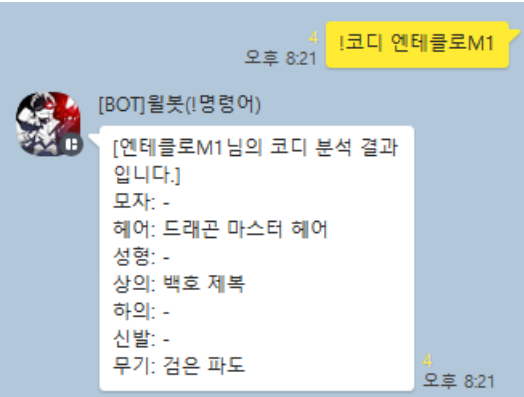 !코디 엔테클로M1
4
오후 8:21
[BOT]윌봇(!명령어)
[엔테클로M1님의 코디 분석 결과
입니다.]
모자: -
헤어: 드래곤 마스터 헤어
성형: -
상의: 백호 제복
하의: -
신발: -
무기: 검은 파도
4
오후 8:21